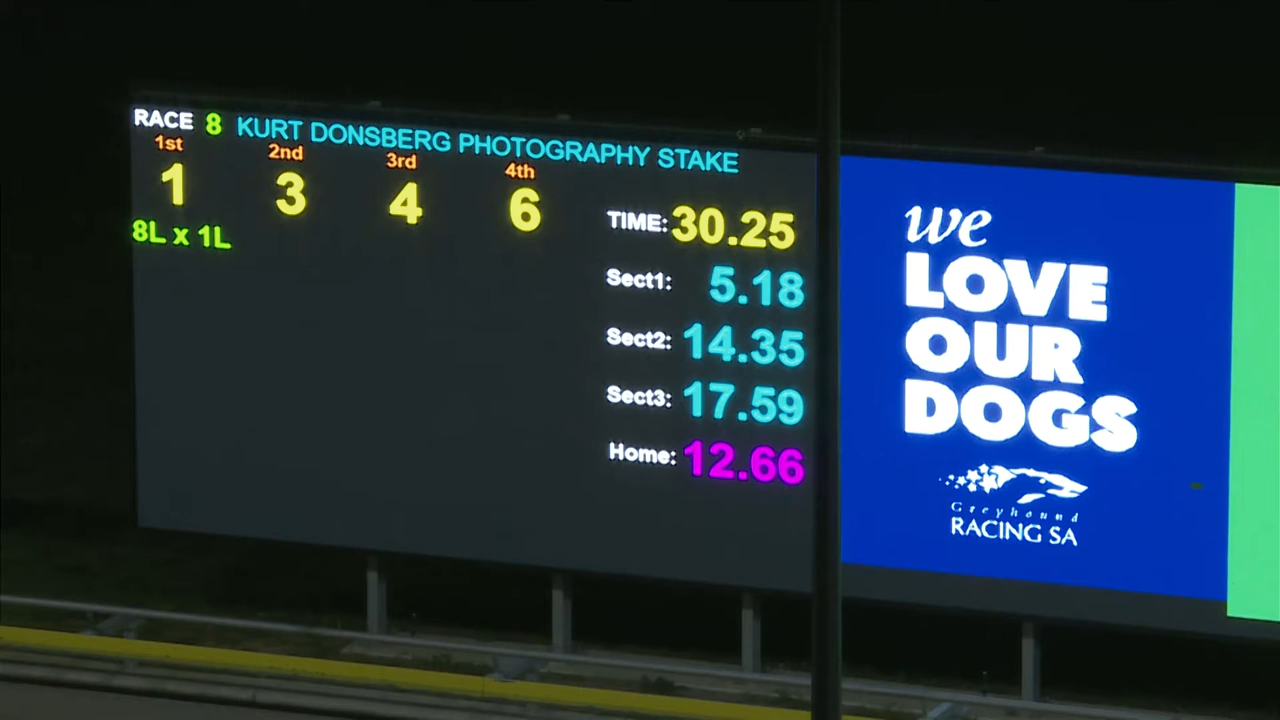 RACE 8 KURT DONSBERG PHOTOGRAPHY STAKE
1st 2nd 3rd 4th
1 3 4 6
8L x 1L
TIME: 30.25
Sect1: 5.18
Sect2: 14.35
Sect3: 17.59
Home: 12.66
we
LOVE
OUR
DOGS
Greyhound
RACING SA